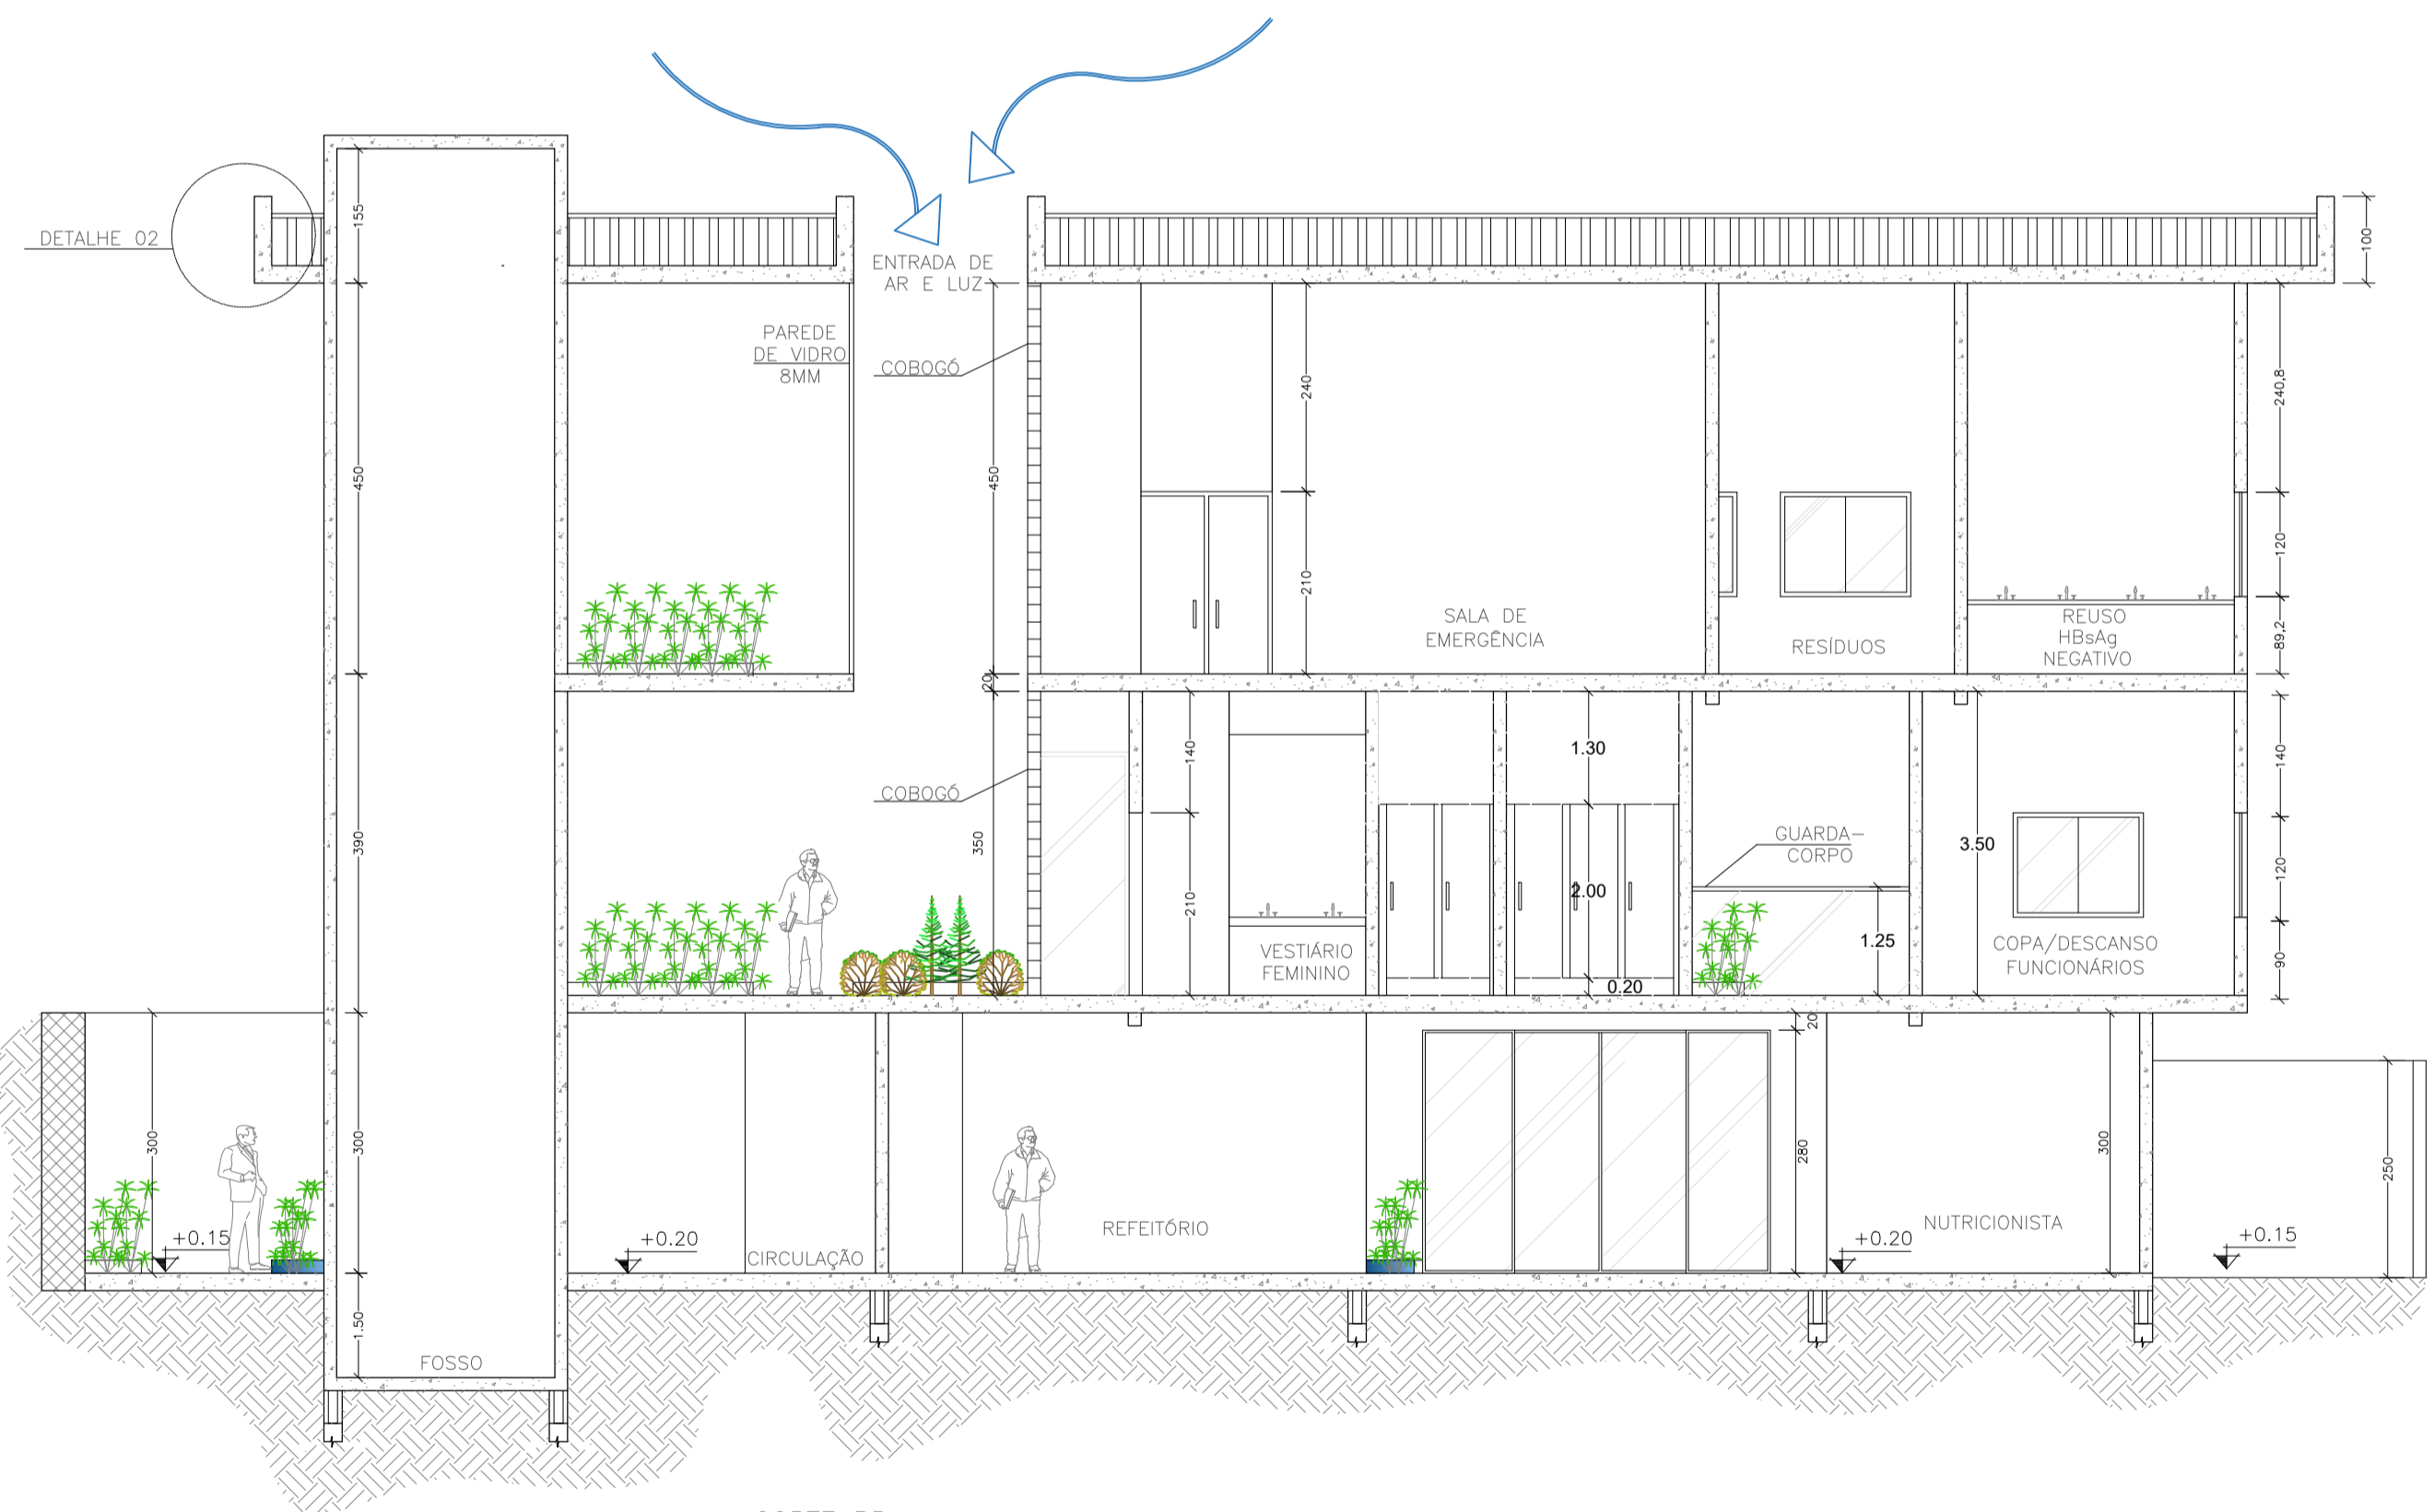 DETALHE 02
155
ENTRADA DE
AR E LUZ
100
PAREDE
DE VIDRO
8MM
COBOGÓ
450
450
240
210
240,8
120
89,2
SALA DE
EMERGÊNCIA
RESÍDUOS
REUSO
HBsAg
NEGATIVO
20
390
COBOGÓ
350
140
210
VESTIÁRIO
FEMININO
1.30
2.00
0.20
GUARDA-
CORPO
1.25
3.50
COPA/DESCANSO
FUNCIONÁRIOS
140
120
90
300
+0.15
300
+0.20
CIRCULAÇÃO
REFEITÓRIO
20
280
+0.20
NUTRICIONISTA
300
+0.15
250
1.50
FOSSO